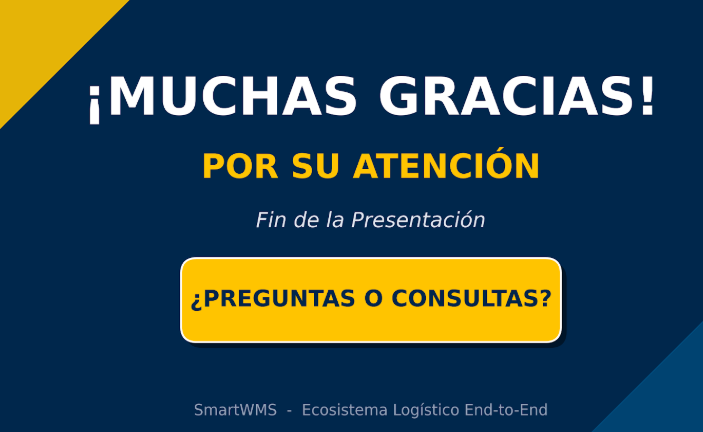 ¡MUCHAS GRACIAS!
POR SU ATENCIÓN
Fin de la Presentación
¿PREGUNTAS O CONSULTAS?
SmartWMS - Ecosistema Logístico End-to-End